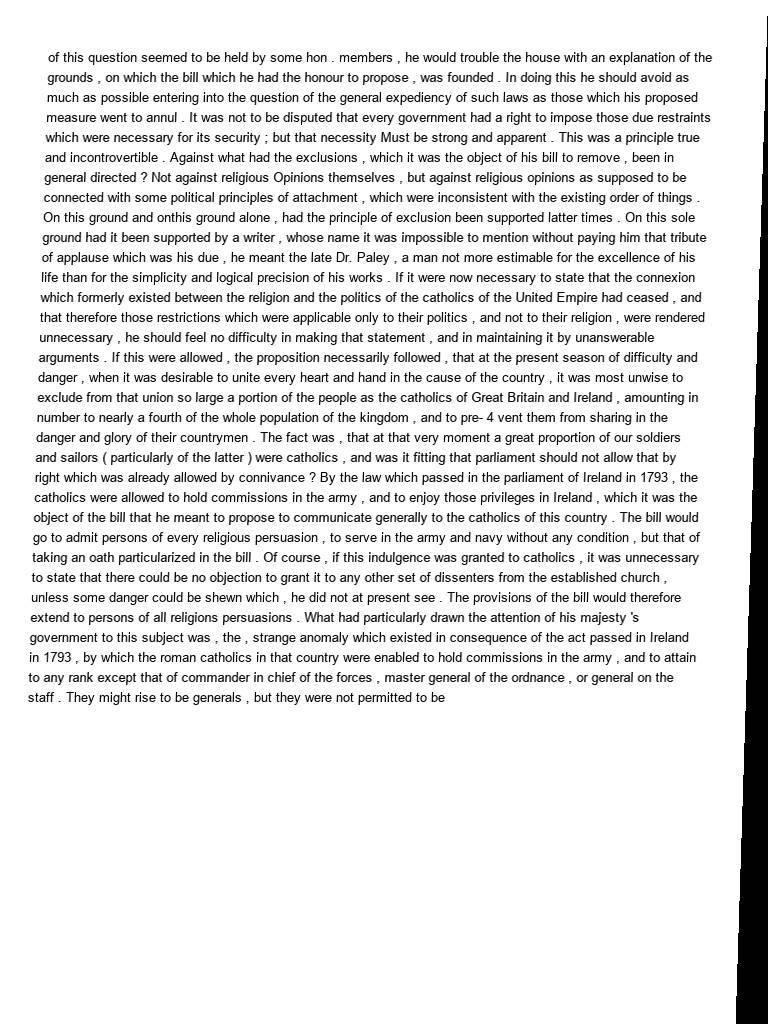 of this question seemed to be held by some hon . members , he would trouble the house with an explanation of the
grounds , on which the bill which he had the honour to propose , was founded . In doing this he should avoid as
much as possible entering into the question of the general expediency of such laws as those which his proposed
measure went to annul . It was not to be disputed that every government had a right to impose those due restraints
which were necessary for its security ; but that necessity Must be strong and apparent . This was a principle true
and incontrovertible . Against what had the exclusions , which it was the object of his bill to remove , been in
general directed ? Not against religious Opinions themselves , but against religious opinions as supposed to be
connected with some political principles of attachment , which were inconsistent with the existing order of things .
On this ground and onthis ground alone , had the principle of exclusion been supported latter times . On this sole
ground had it been supported by a writer , whose name it was impossible to mention without paying him that tribute
of applause which was his due , he meant the late Dr. Paley , a man not more estimable for the excellence of his
life than for the simplicity and logical precision of his works . If it were now necessary to state that the connexion
which formerly existed between the religion and the politics of the catholics of the United Empire had ceased , and
that therefore those restrictions which were applicable only to their politics , and not to their religion , were rendered
unnecessary , he should feel no difficulty in making that statement , and in maintaining it by unanswerable
arguments . If this were allowed , the proposition necessarily followed , that at the present season of difficulty and
danger , when it was desirable to unite every heart and hand in the cause of the country , it was most unwise to
exclude from that union so large a portion of the people as the catholics of Great Britain and Ireland , amounting in
number to nearly a fourth of the whole population of the kingdom , and to pre- 4 vent them from sharing in the
danger and glory of their countrymen . The fact was , that at that very moment a great proportion of our soldiers
and sailors ( particularly of the latter ) were catholics , and was it fitting that parliament should not allow that by
right which was already allowed by connivance ? By the law which passed in the parliament of Ireland in 1793 , the
catholics were allowed to hold commissions in the army , and to enjoy those privileges in Ireland , which it was the
object of the bill that he meant to propose to communicate generally to the catholics of this country . The bill would
go to admit persons of every religious persuasion , to serve in the army and navy without any condition , but that of
taking an oath particularized in the bill . Of course , if this indulgence was granted to catholics , it was unnecessary
to state that there could be no objection to grant it to any other set of dissenters from the established church ,
unless some danger could be shewn which , he did not at present see . The provisions of the bill would therefore
extend to persons of all religions persuasions . What had particularly drawn the attention of his majesty 's
government to this subject was , the , strange anomaly which existed in consequence of the act passed in Ireland
in 1793 , by which the roman catholics in that country were enabled to hold commissions in the army , and to attain
to any rank except that of commander in chief of the forces , master general of the ordnance , or general on the
staff . They might rise to be generals , but they were not permitted to be